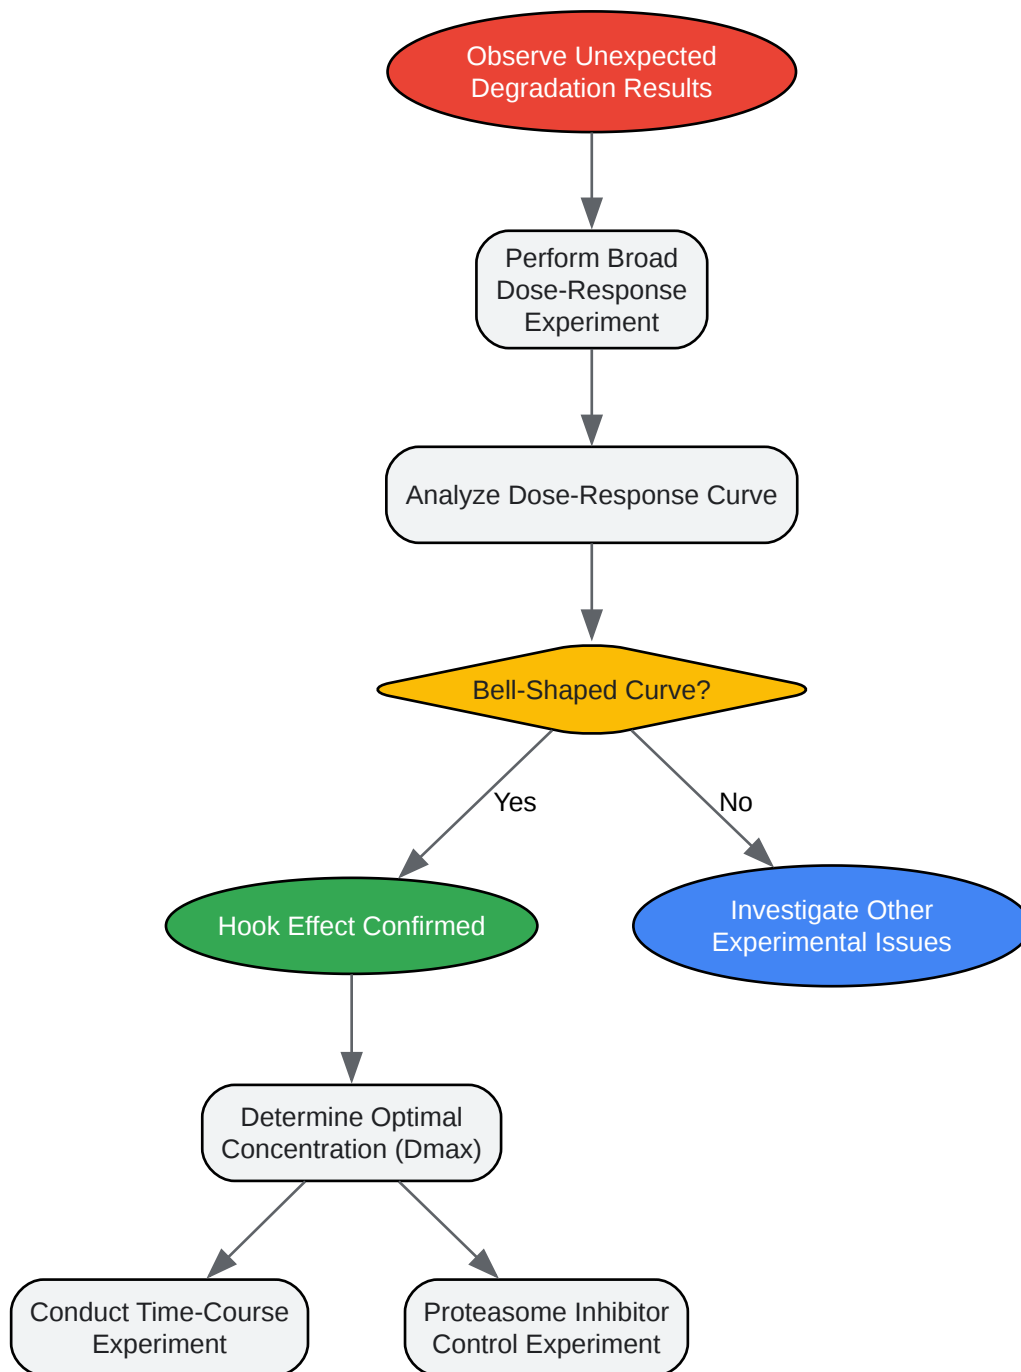 Observe Unexpected
Degradation Results
Perform Broad
Dose-Response
Experiment
Analyze Dose-Response Curve
Bell-Shaped Curve?
Yes
No
Hook Effect Confirmed
Investigate Other
Experimental Issues
Determine Optimal
Concentration (Dmax)
Conduct Time-Course
Experiment
Proteasome Inhibitor
Control Experiment